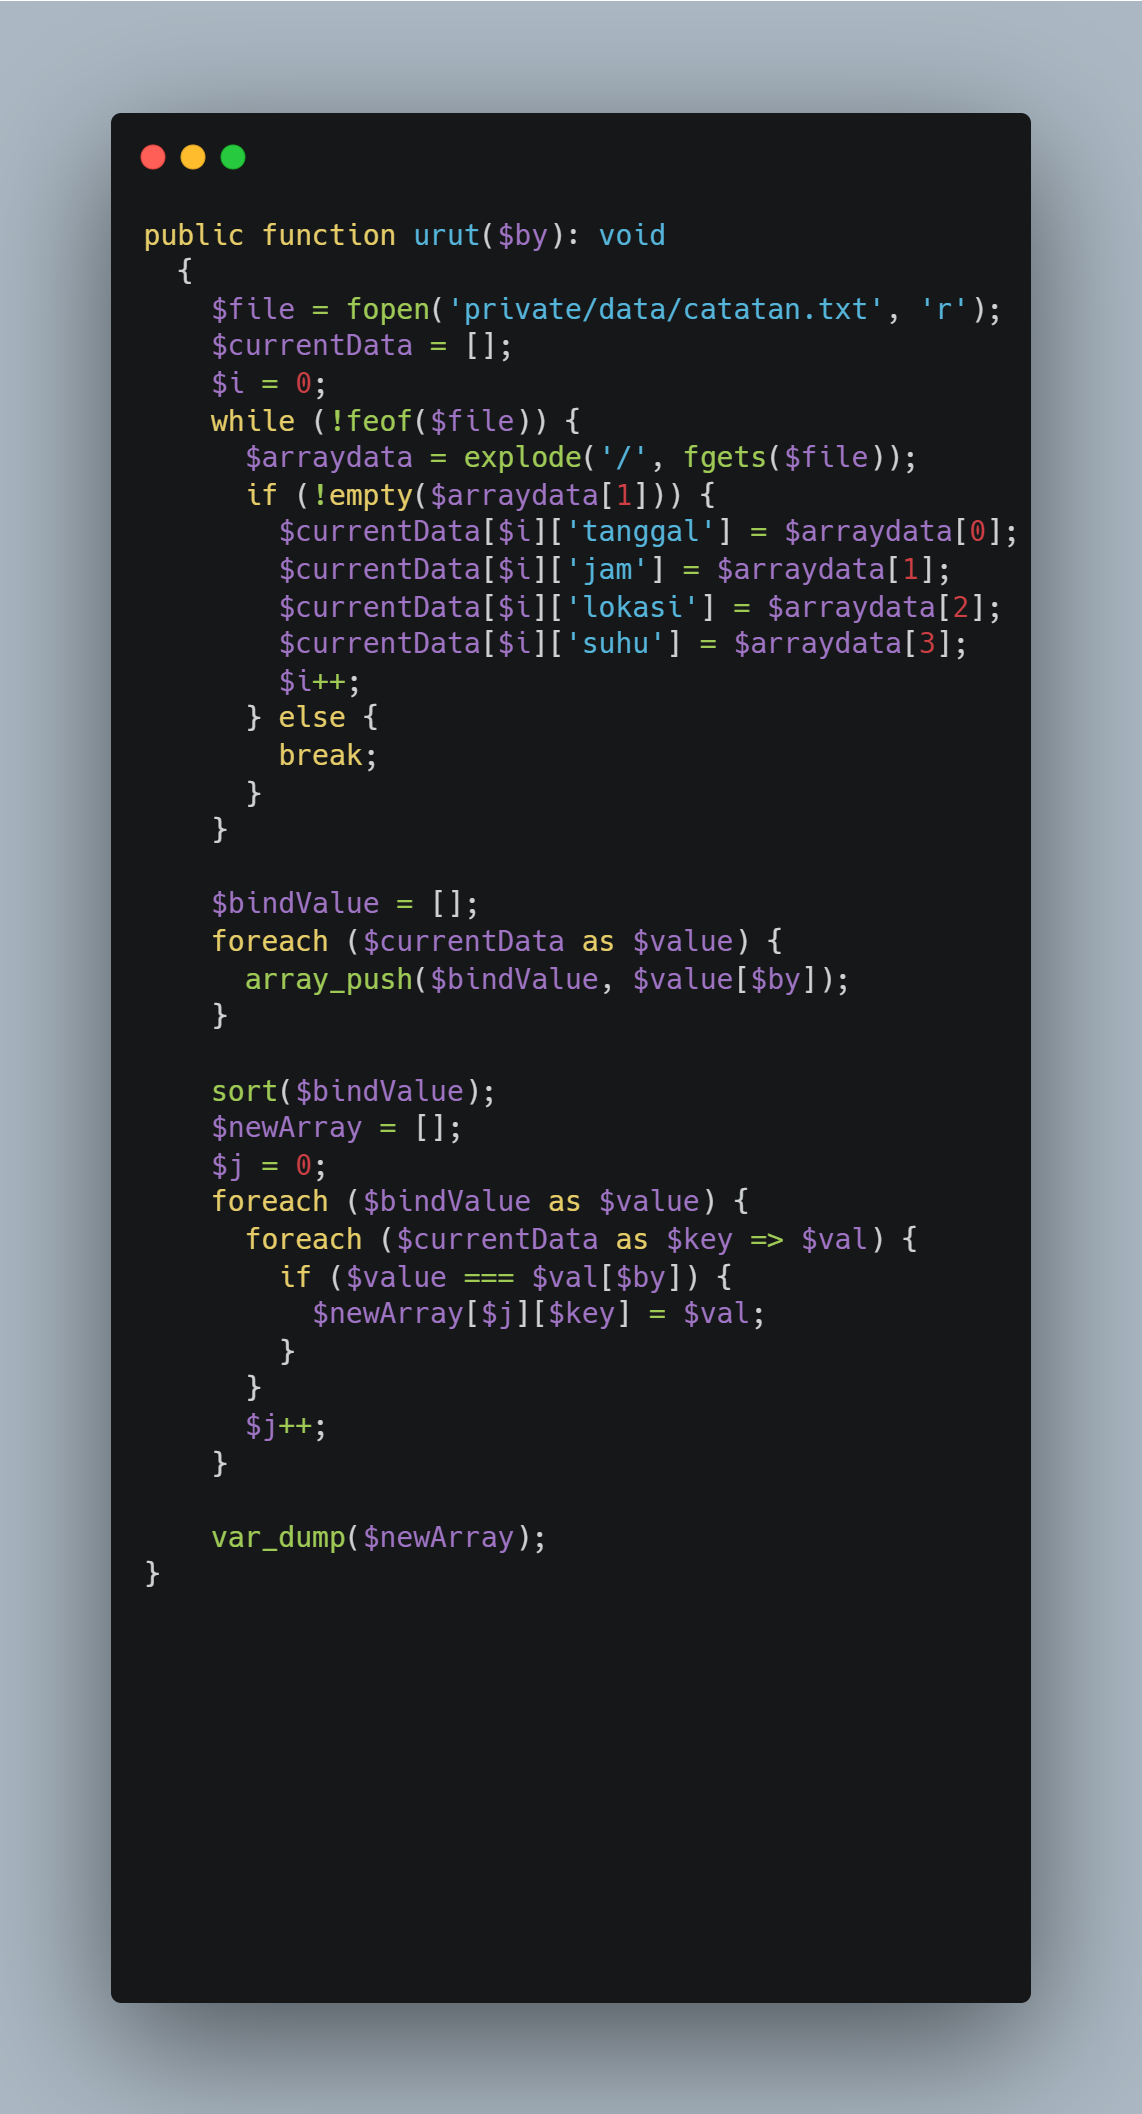 public function urut($by): void
  {
    $file = fopen('private/data/catatan.txt', 'r');
    $currentData = [];
    $i = 0;
    while (!feof($file)) {
      $arraydata = explode('/', fgets($file));
      if (!empty($arraydata[1])) {
        $currentData[$i]['tanggal'] = $arraydata[0];
        $currentData[$i]['jam'] = $arraydata[1];
        $currentData[$i]['lokasi'] = $arraydata[2];
        $currentData[$i]['suhu'] = $arraydata[3];
        $i++;
      } else {
        break;
      }
    }

    $bindValue = [];
    foreach ($currentData as $value) {
      array_push($bindValue, $value[$by]);
    }

    sort($bindValue);
    $newArray = [];
    $j = 0;
    foreach ($bindValue as $value) {
      foreach ($currentData as $key => $val) {
        if ($value === $val[$by]) {
          $newArray[$j][$key] = $val;
        }
      }
      $j++;
    }

    var_dump($newArray);
}